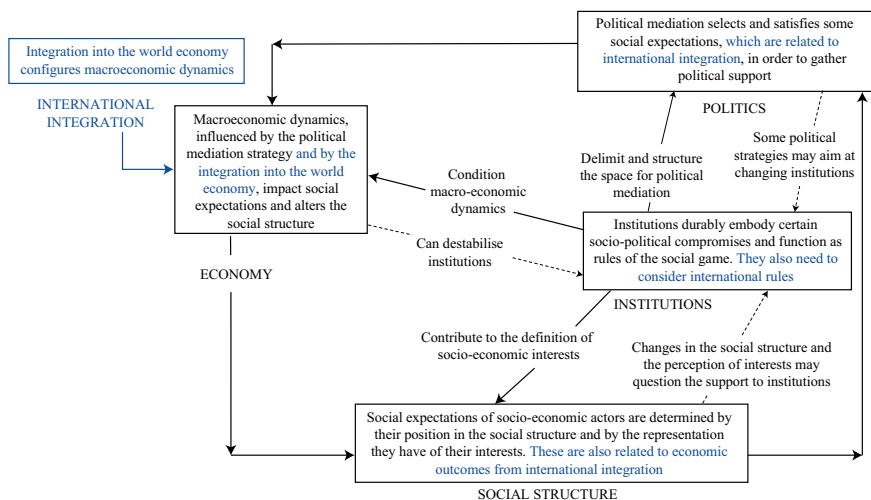 Political mediation selects and satisfies some
social expectations, which are related to
international integration, in order to gather
political support
POLITICS
Integration into the world economy
configures macroeconomic dynamics
INTERNATIONAL
INTEGRATION
Macroeconomic dynamics,
influenced by the political
mediation strategy and by the
integration into the world
economy, impact social
expectations and alters the
social structure
ECONOMY
Condition
macro-economic
dynamics
Can destabilise
institutions
Delimit and structure
the space for political
mediation
Some political
strategies may aim at
changing institutions
Institutions durably embody certain
socio-political compromises and function as
rules of the social game. They also need to
consider international rules
INSTITUTIONS
Contribute to the definition of
socio-economic interests
Changes in the social structure and
the perception of interests may
question the support to institutions
Social expectations of socio-economic actors are determined by
their position in the social structure and by the representation
they have of their interests. These are also related to economic
outcomes from international integration
SOCIAL STRUCTURE